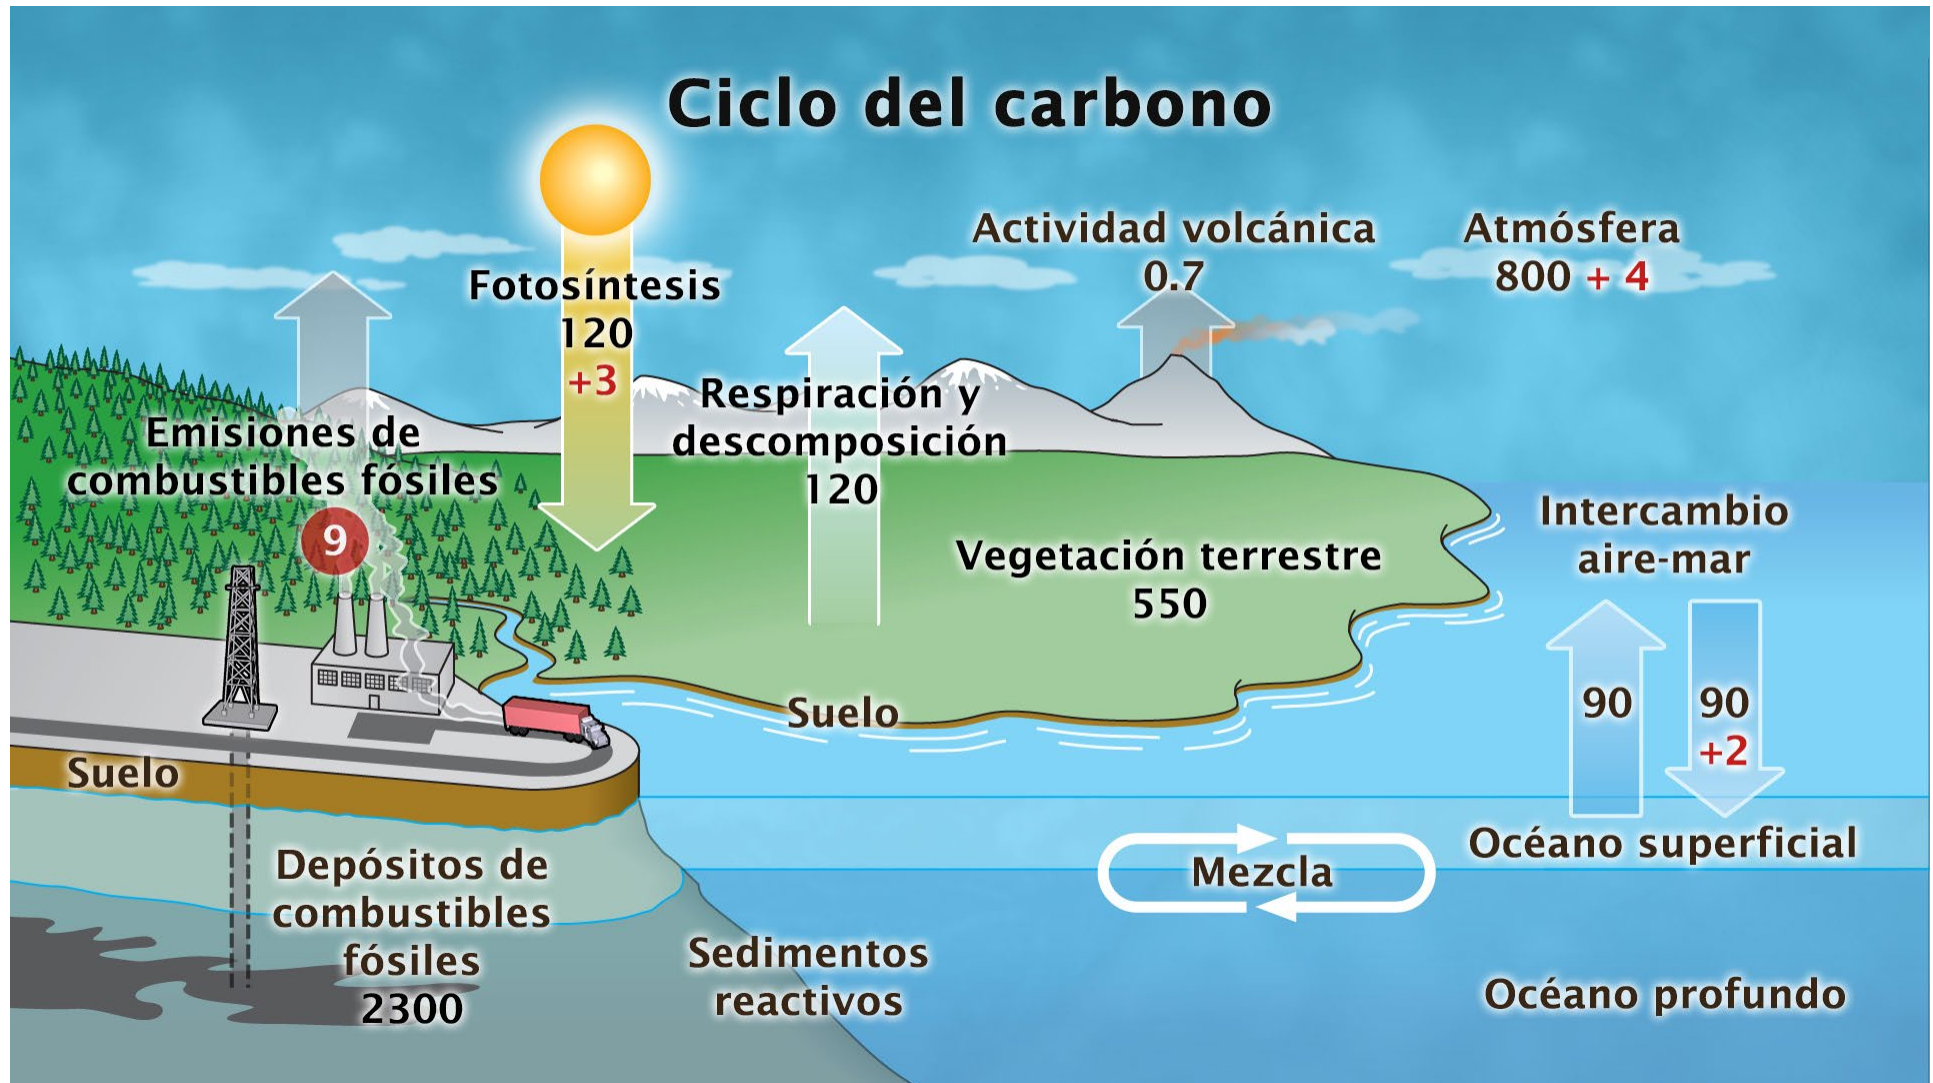 Ciclo del carbono
Actividad volcánica
0.7
Atmósfera
800 + 4
Fotosíntesis
120
+3
Respiración y
descomposición
120
Emisiones de
combustibles fósiles
9
Vegetación terrestre
550
Intercambio
aire-mar
90
90
+2
Suelo
Suelo
Océano superficial
Mezcla
Depósitos de
combustibles
fósiles
2300
Sedimentos
reactivos
Océano profundo